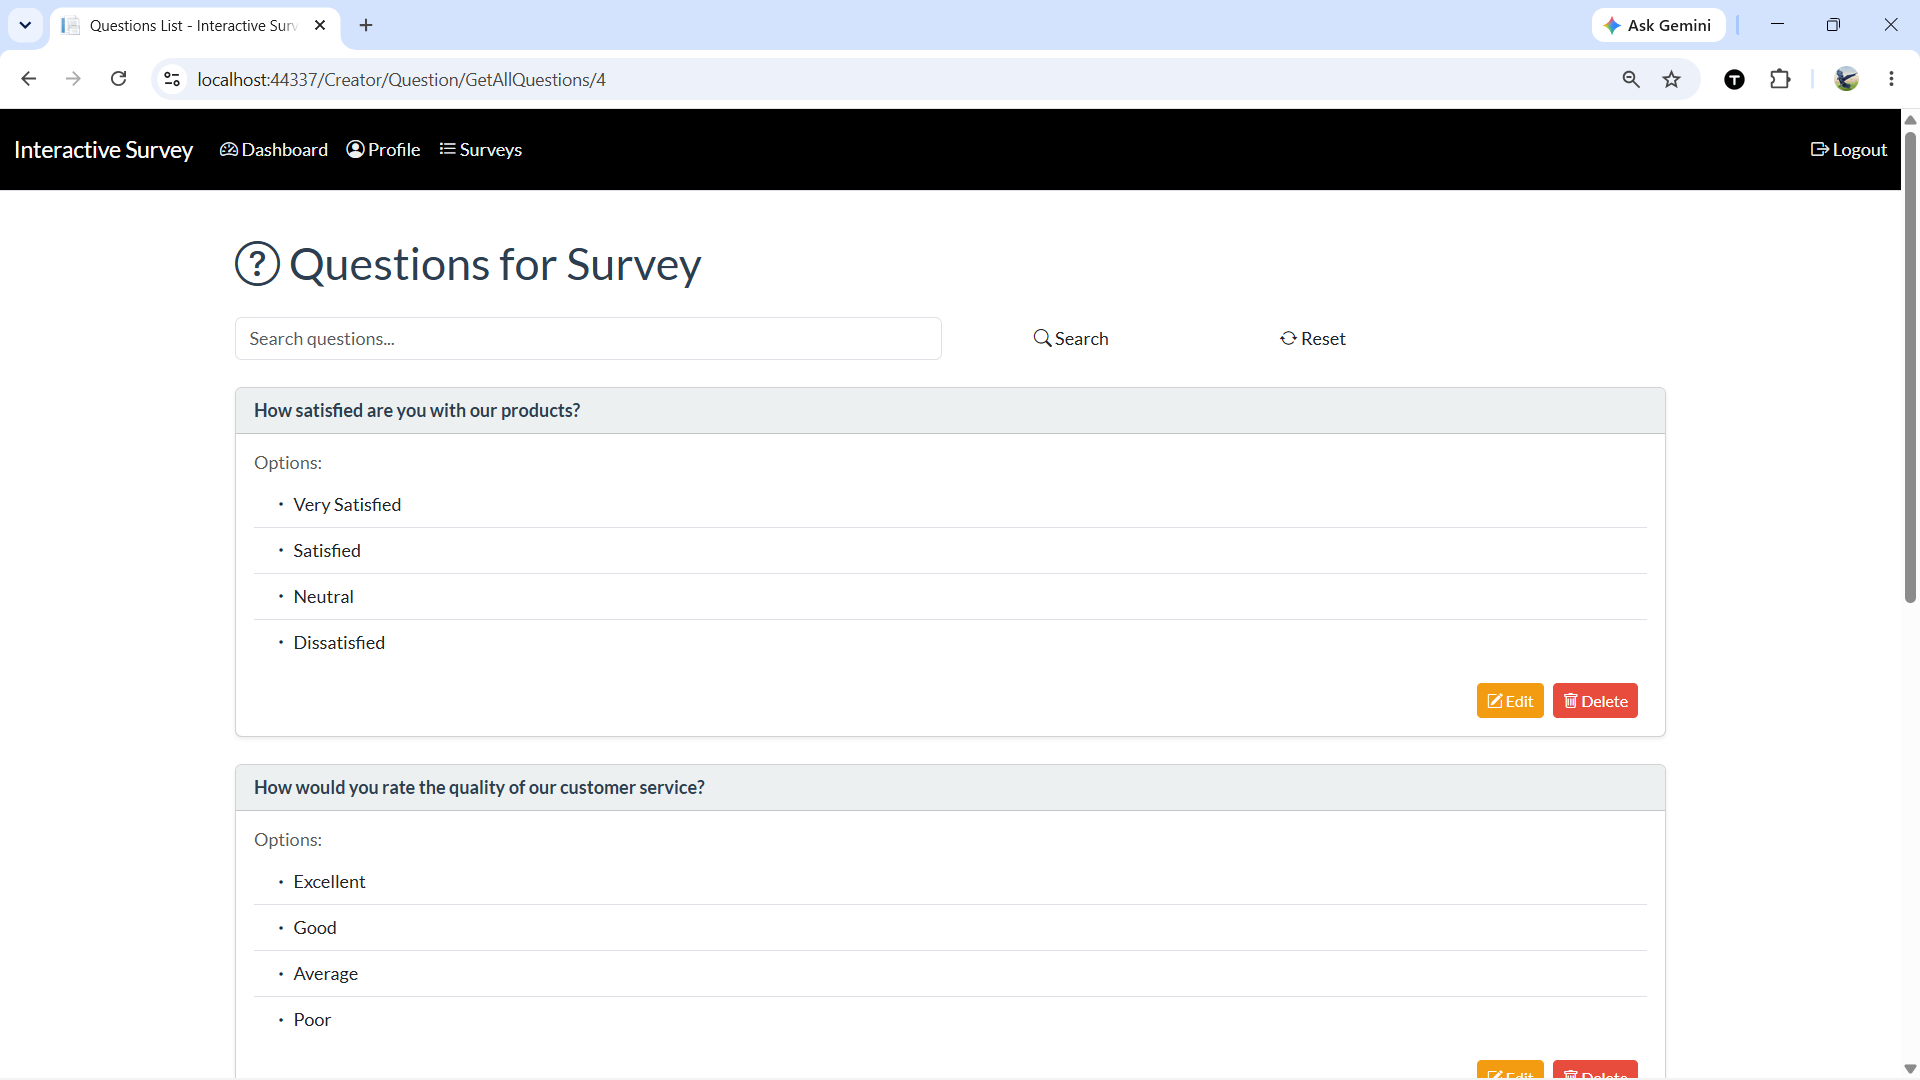 Questions List - Interactive Surv
Ask Gemini
localhost:44337/Creator/Question/GetAllQuestions/4
Interactive Survey Dashboard Profile Surveys Logout
Questions for Survey
Search questions... Search Reset
How satisfied are you with our products?
Options:
· Very Satisfied
· Satisfied
· Neutral
· Dissatisfied
Edit Delete
How would you rate the quality of our customer service?
Options:
· Excellent
· Good
· Average
· Poor
Edit Delete